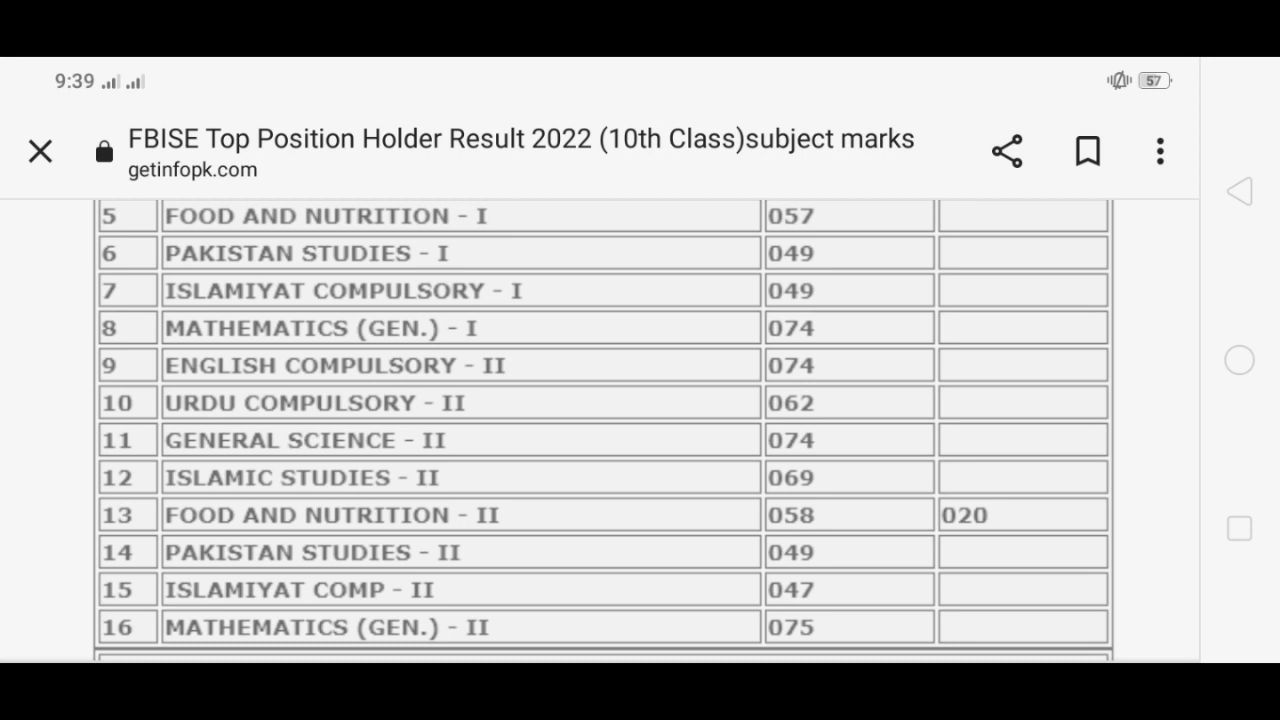 9:39 57
FBISE Top Position Holder Result 2022 (10th Class)subject marks
getinfopk.com
5 FOOD AND NUTRITION - I 057
6 PAKISTAN STUDIES - I 049
7 ISLAMIYAT COMPULSORY - I 049
8 MATHEMATICS (GEN.) - I 074
9 ENGLISH COMPULSORY - II 074
10 URDU COMPULSORY - II 062
11 GENERAL SCIENCE - II 074
12 ISLAMIC STUDIES - II 069
13 FOOD AND NUTRITION - II 058 020
14 PAKISTAN STUDIES - II 049
15 ISLAMIYAT COMP - II 047
16 MATHEMATICS (GEN.) - II 075